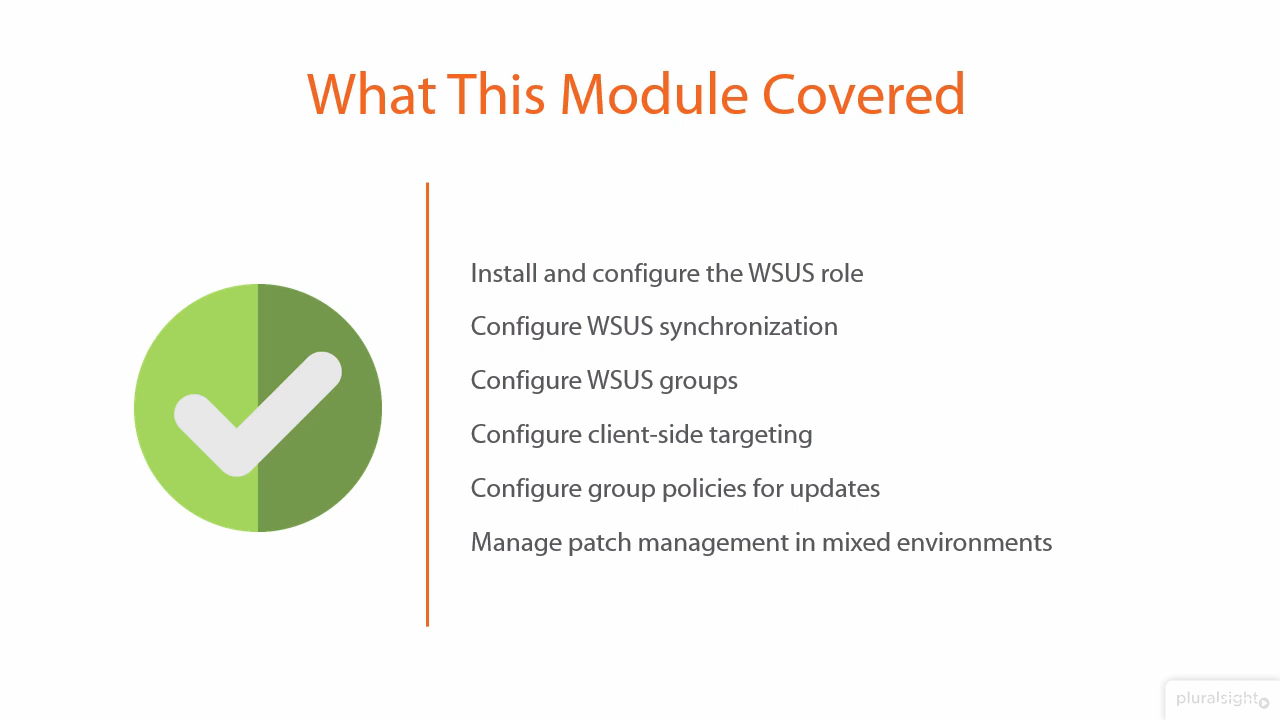 What This Module Covered
Install and configure the WSUS role
Configure WSUS synchronization
Configure WSUS groups
Configure client-side targeting
Configure group policies for updates
Manage patch management in mixed environments
pluralsight